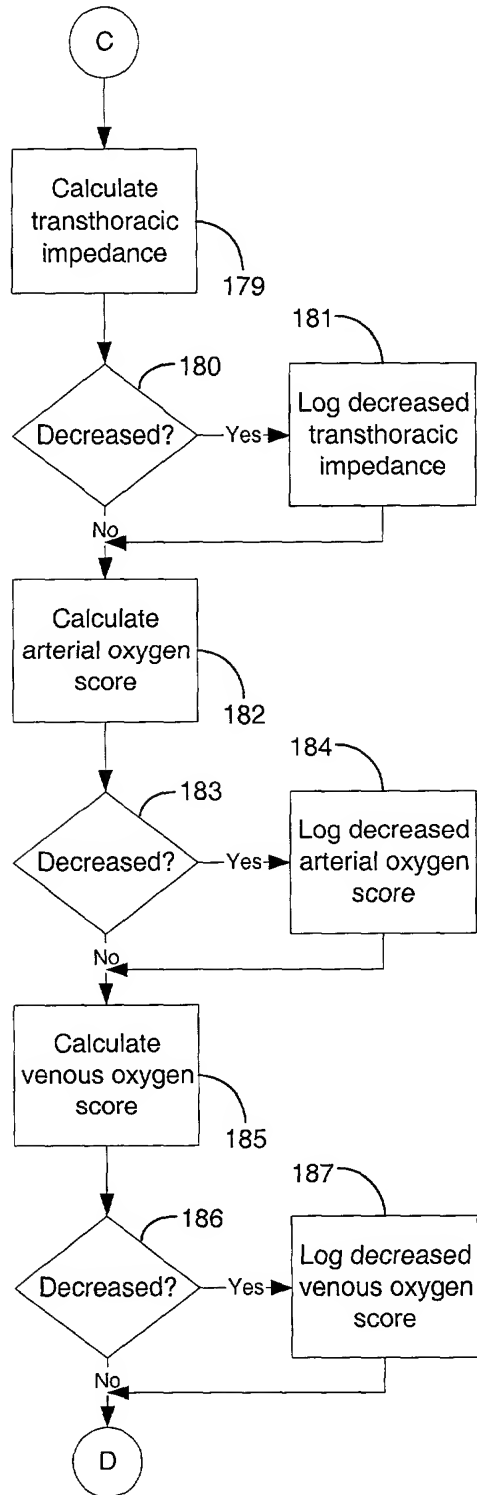 C
Calculate
transthoracic
impedance
179
180
181
Decreased?
Yes
Log decreased
transthoracic
impedance
No
Calculate
arterial oxygen
score
182
183
184
Decreased?
Yes
Log decreased
arterial oxygen
score
No
Calculate
venous oxygen
score
185
186
187
Decreased?
Yes
Log decreased
venous oxygen
score
No
D